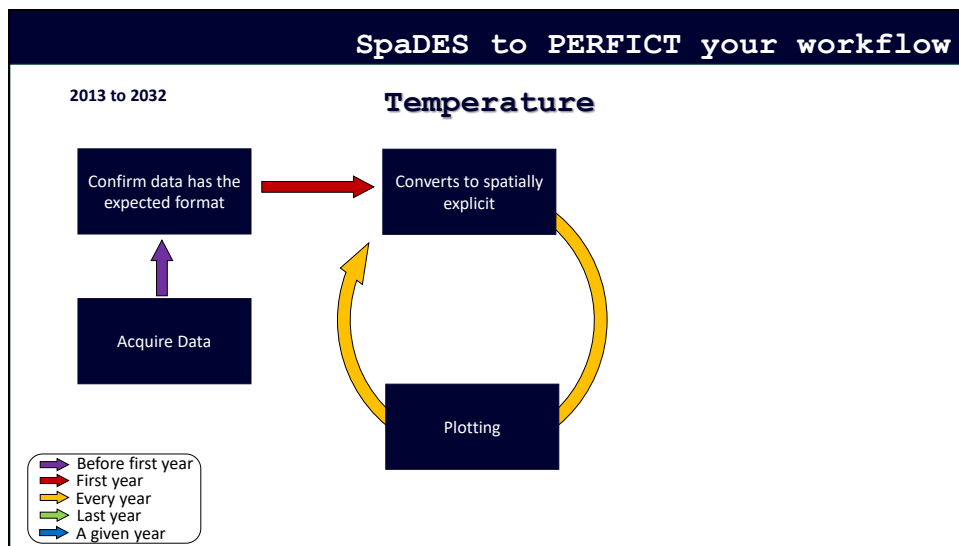 SpaDES to PERFICT your workflow
2013 to 2032
Temperature
Confirm data has the
expected format
Converts to spatially
explicit
Acquire Data
Plotting
Before first year
First year
Every year
Last year
A given year